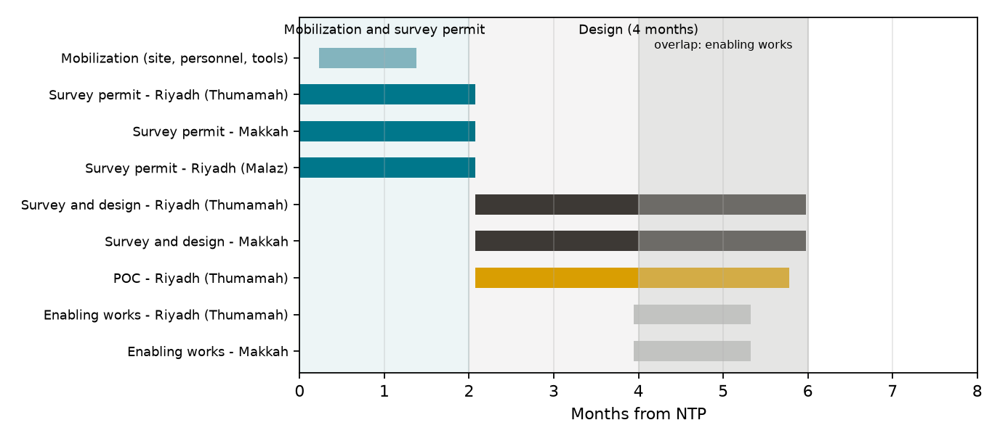 Mobilization and survey permit
Design (4 months)
overlap: enabling works
Mobilization (site, personnel, tools)
Survey permit - Riyadh (Thumamah)
Survey permit - Makkah
Survey permit - Riyadh (Malaz)
Survey and design - Riyadh (Thumamah)
Survey and design - Makkah
POC - Riyadh (Thumamah)
Enabling works - Riyadh (Thumamah)
Enabling works - Makkah
0 1 2 3 4 5 6 7 8
Months from NTP